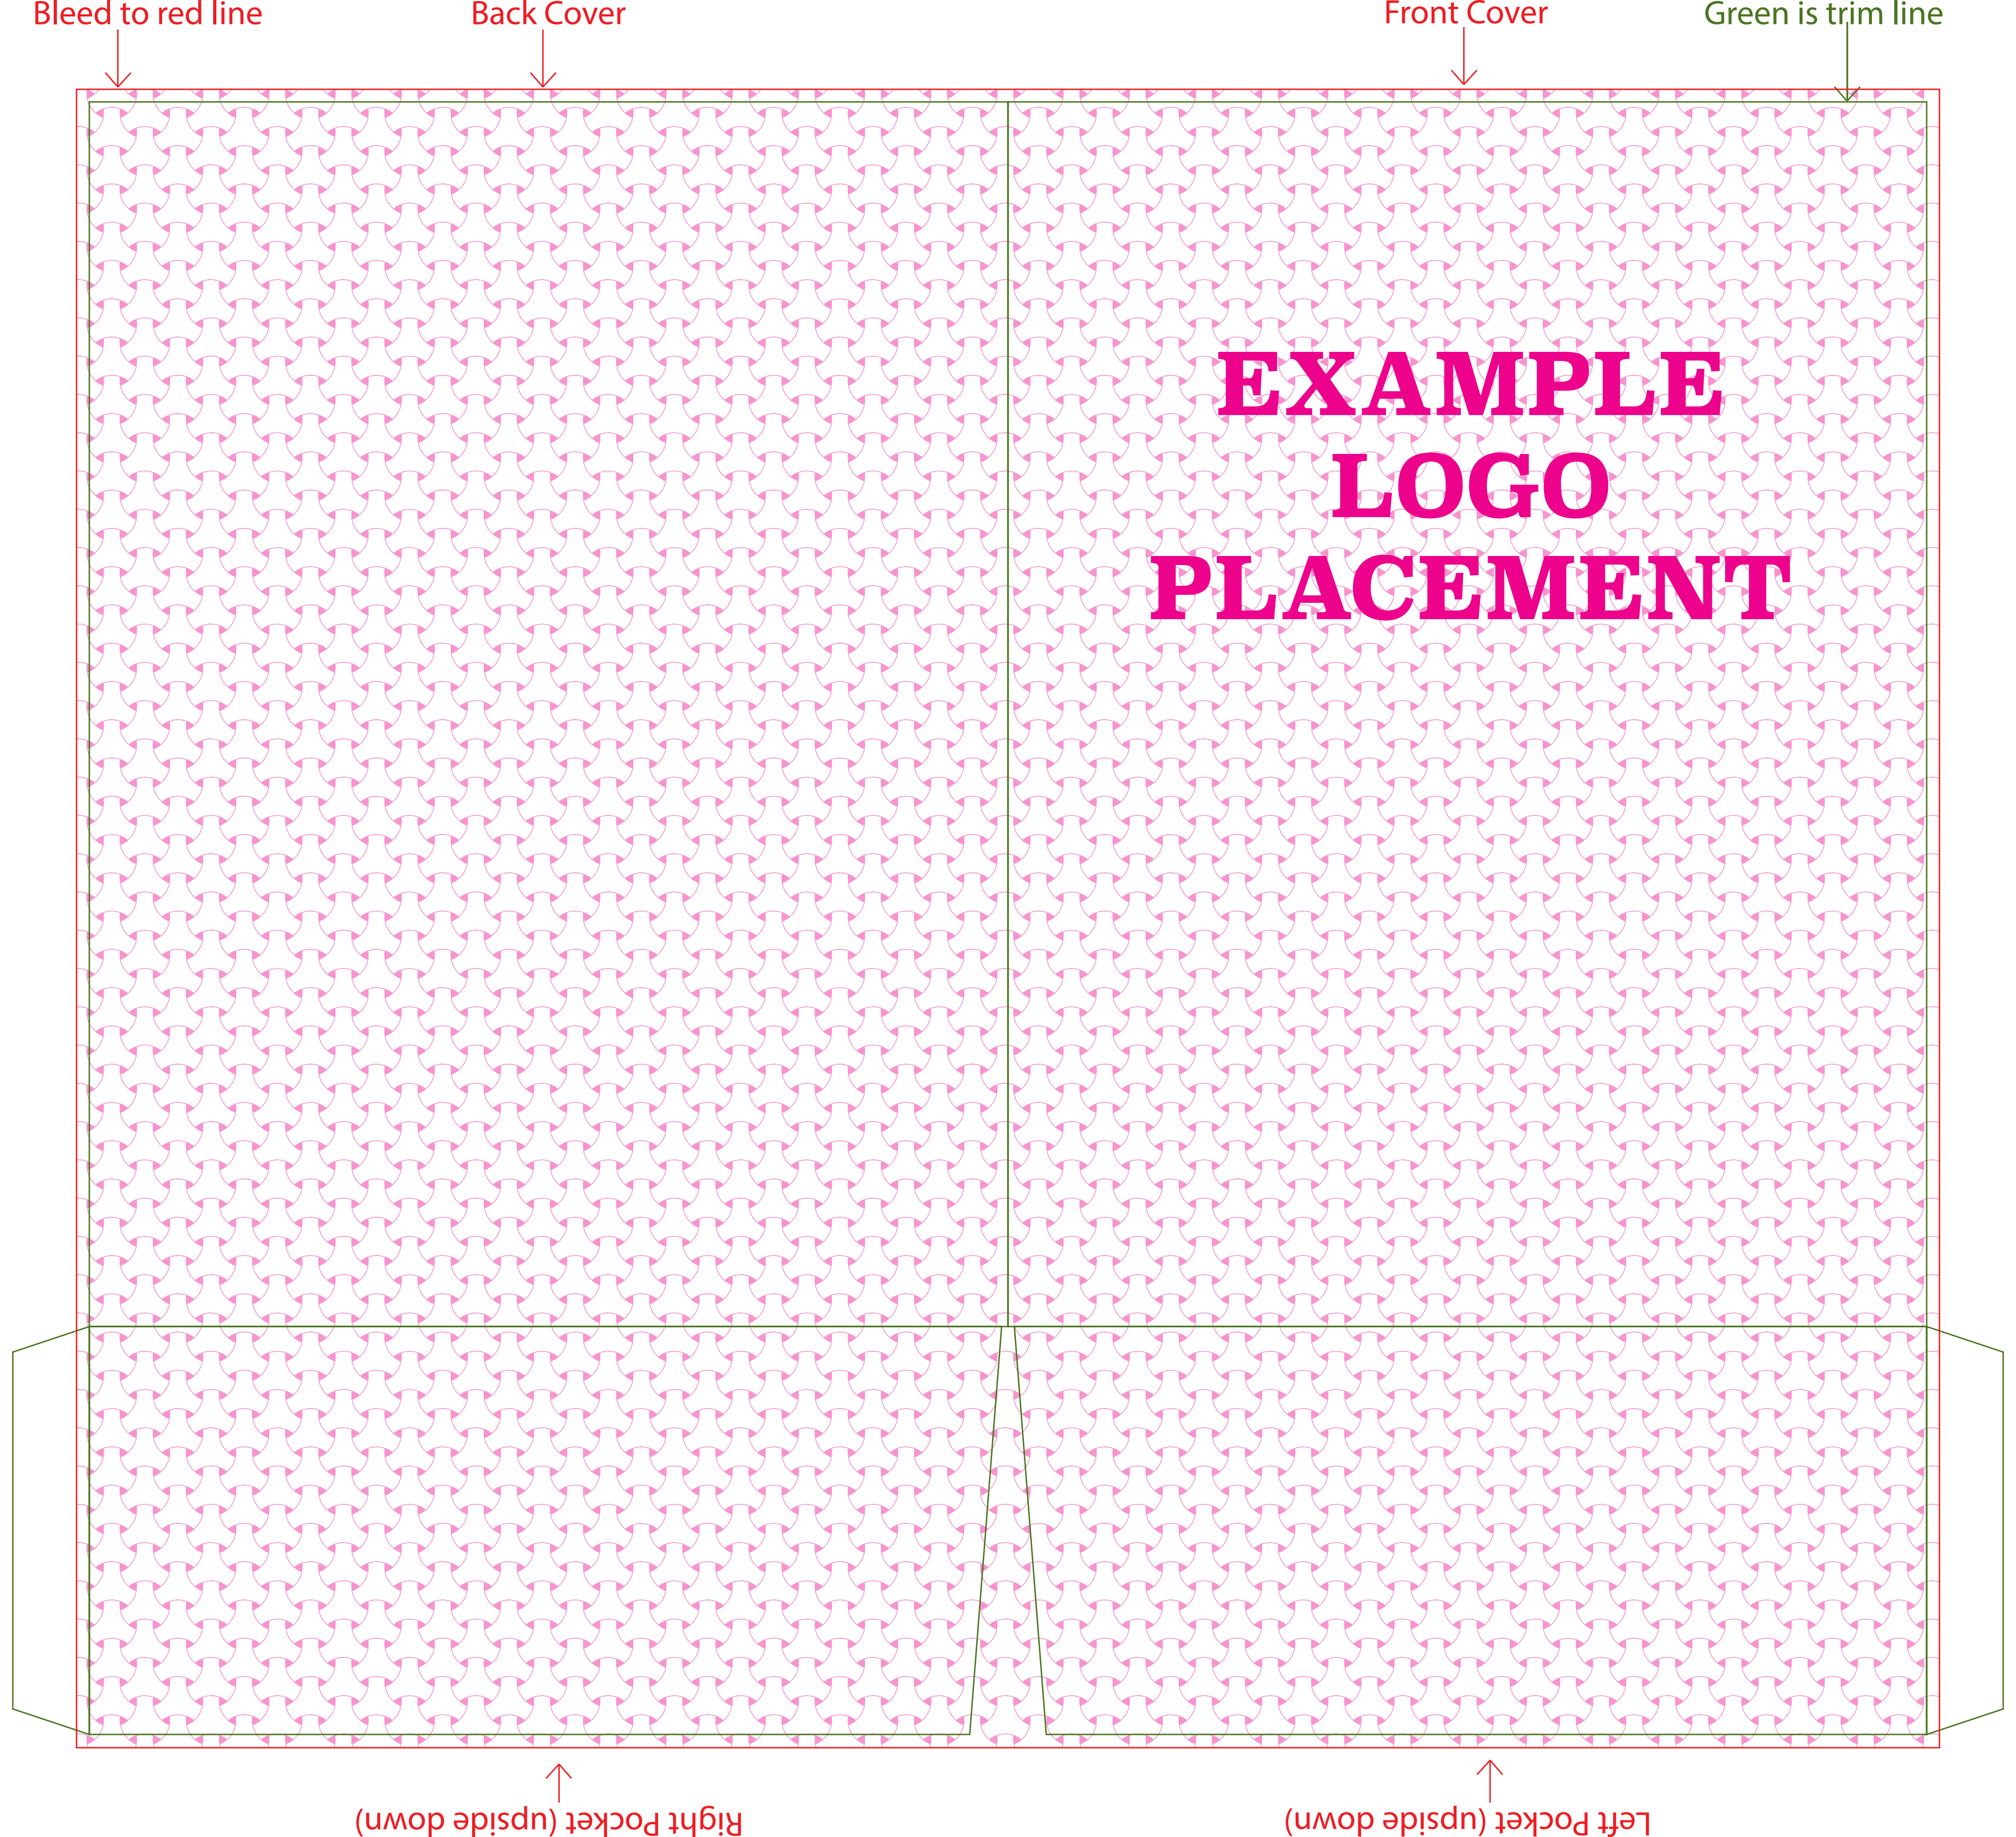 Bleed to red line
Back Cover
Front Cover
Green is trim line
EXAMPLE
LOGO
PLACEMENT
Right Pocket (upside down)
Left Pocket (upside down)